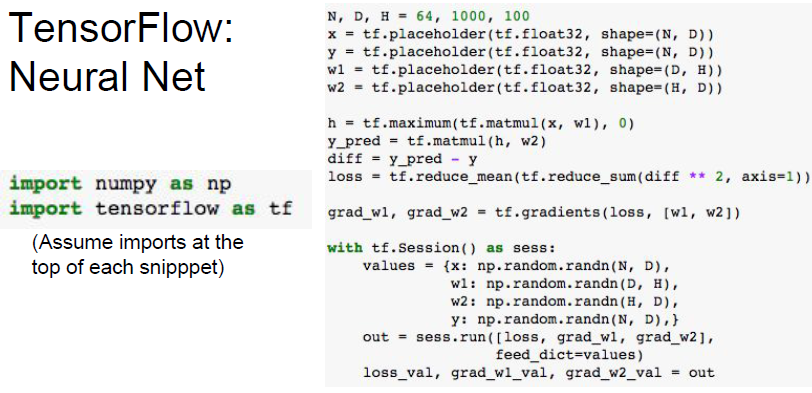 TensorFlow:
Neural Net
import numpy as np
import tensorflow as tf
(Assume imports at the
top of each snipppet)
N, D, H = 64, 1000, 100
x = tf.placeholder(tf.float32, shape=(N, D))
y = tf.placeholder(tf.float32, shape=(N, D))
w1 = tf.placeholder(tf.float32, shape=(D, H))
w2 = tf.placeholder(tf.float32, shape=(H, D))
h = tf.maximum(tf.matmul(x, w1), 0)
y_pred = tf.matmul(h, w2)
diff = y_pred - y
loss = tf.reduce_mean(tf.reduce_sum(diff ** 2, axis=1))
grad_w1, grad_w2 = tf.gradients(loss, [w1, w2])
with tf.Session() as sess:
    values = {x: np.random.randn(N, D),
              w1: np.random.randn(D, H),
              w2: np.random.randn(H, D),
              y: np.random.randn(N, D),}
    out = sess.run([loss, grad_w1, grad_w2],
                   feed_dict=values)
    loss_val, grad_w1_val, grad_w2_val = out